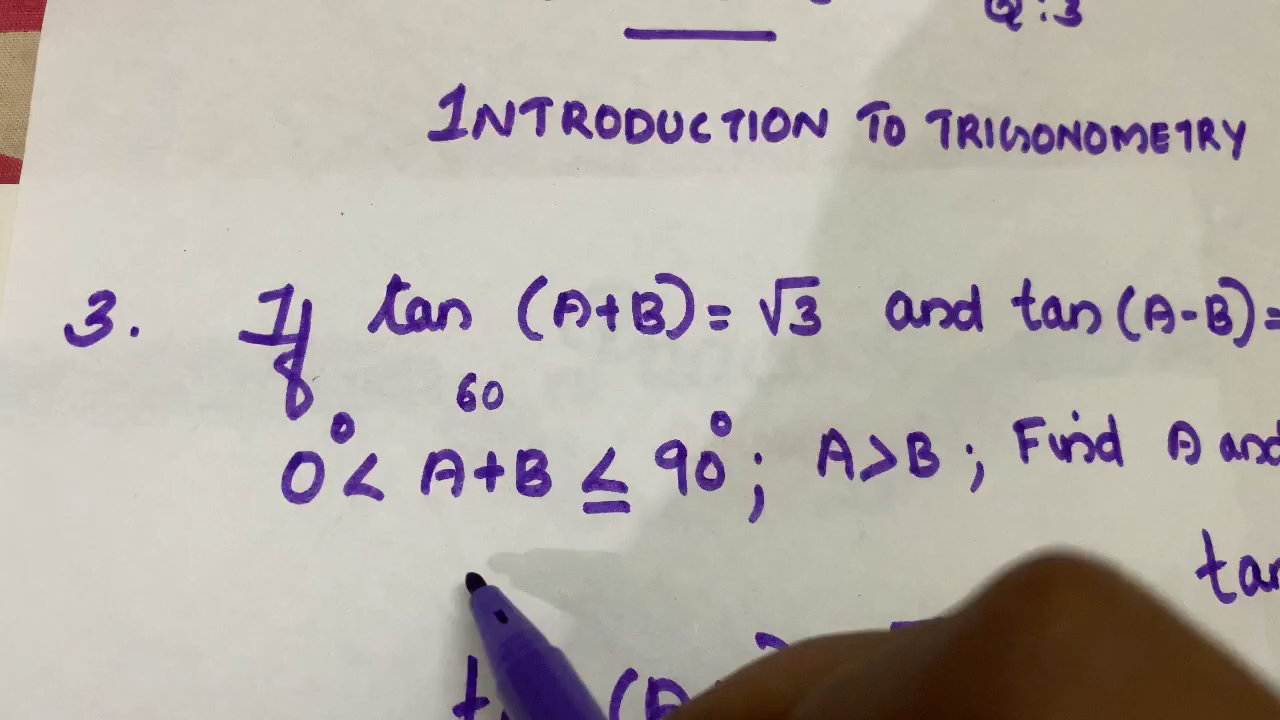 Q:3
INTRODUCTION TO TRIGONOMETRY
3. If tan (A+B)= √3 and tan (A-B)=
60
0° < A+B ≤ 90° ; A>B ; Find A and
tan
(A